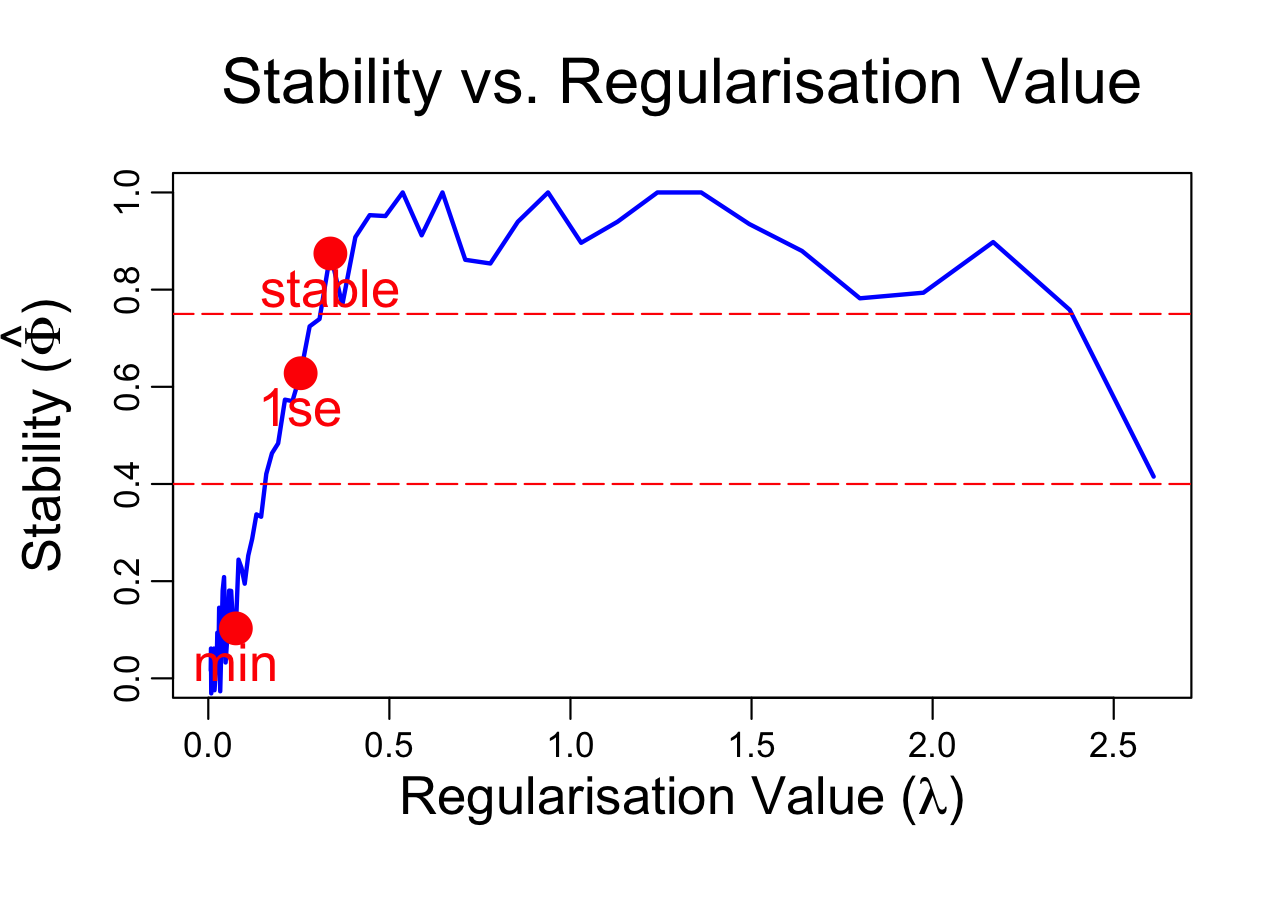 Stability vs. Regularisation Value
Stability (Φ̂)
1.0
0.8
0.6
0.4
0.2
0.0
stable
1se
min
0.0 0.5 1.0 1.5 2.0 2.5
Regularisation Value (λ)